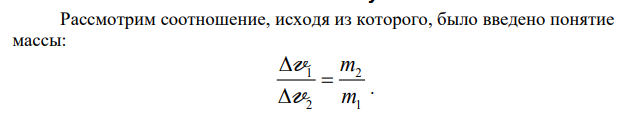 Рассмотрим соотношение, исходя из которого, было введено понятие
массы:
Δ𝓋₁/Δ𝓋₂ = m₂/m₁ .